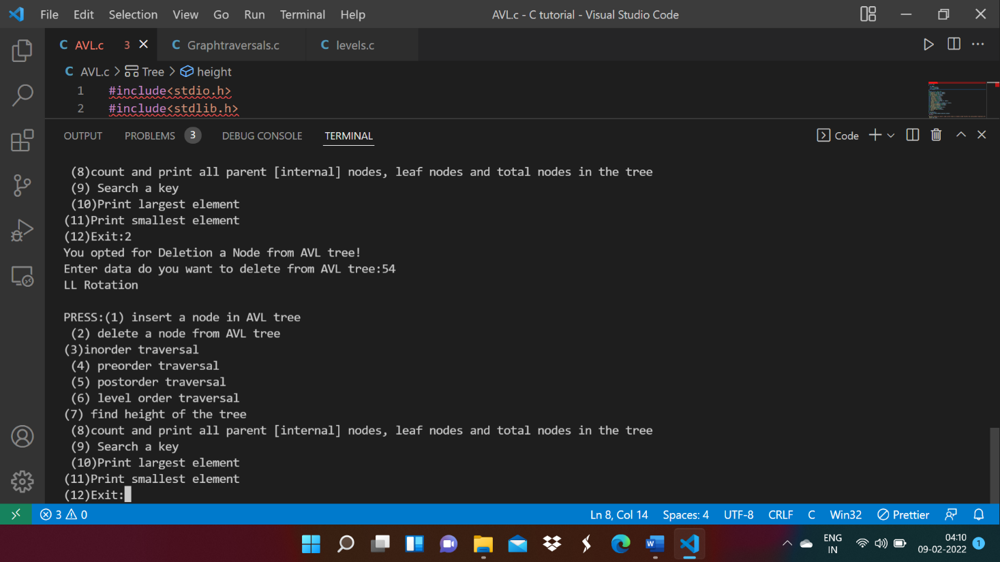 File Edit Selection View Go Run Terminal Help AVL.c - C tutorial - Visual Studio Code
C AVL.c 3 C Graphtraversals.c C levels.c
C AVL.c > Tree > height
1 #include<stdio.h>
2 #include<stdlib.h>
OUTPUT PROBLEMS 3 DEBUG CONSOLE TERMINAL Code
(8)count and print all parent [internal] nodes, leaf nodes and total nodes in the tree
(9) Search a key
(10)Print largest element
(11)Print smallest element
(12)Exit:2
You opted for Deletion a Node from AVL tree!
Enter data do you want to delete from AVL tree:54
LL Rotation
PRESS:(1) insert a node in AVL tree
(2) delete a node from AVL tree
(3)inorder traversal
(4) preorder traversal
(5) postorder traversal
(6) level order traversal
(7) find height of the tree
(8)count and print all parent [internal] nodes, leaf nodes and total nodes in the tree
(9) Search a key
(10)Print largest element
(11)Print smallest element
(12)Exit:
3 0 Ln 8, Col 14 Spaces: 4 UTF-8 CRLF C Win32 Prettier
ENG 04:10
IN 09-02-2022 1